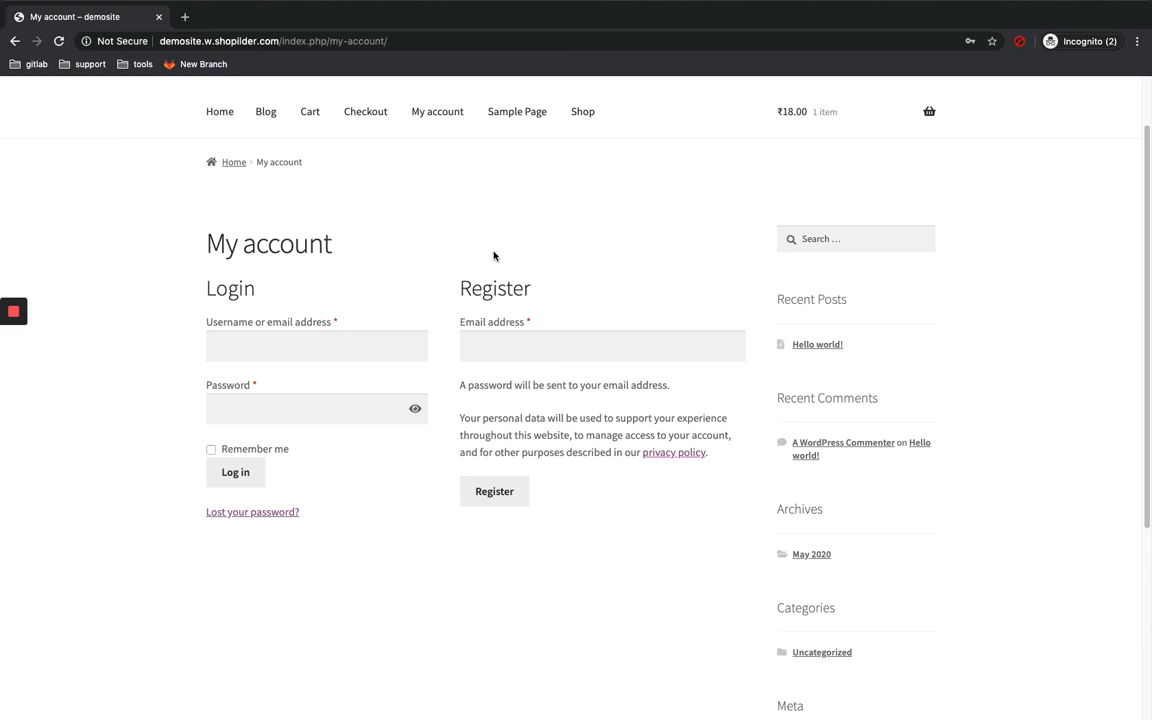 My account – demosite
Not Secure demosite.w.shopilder.com/index.php/my-account/ Incognito (2)
gitlab support tools New Branch
Home Blog Cart Checkout My account Sample Page Shop ₹18.00 1 item
Home › My account
My account
Login
Username or email address *
Password *
Remember me
Log in
Lost your password?
Register
Email address *
A password will be sent to your email address.
Your personal data will be used to support your experience
throughout this website, to manage access to your account,
and for other purposes described in our privacy policy.
Register
Search ...
Recent Posts
Hello world!
Recent Comments
A WordPress Commenter on Hello
world!
Archives
May 2020
Categories
Uncategorized
Meta